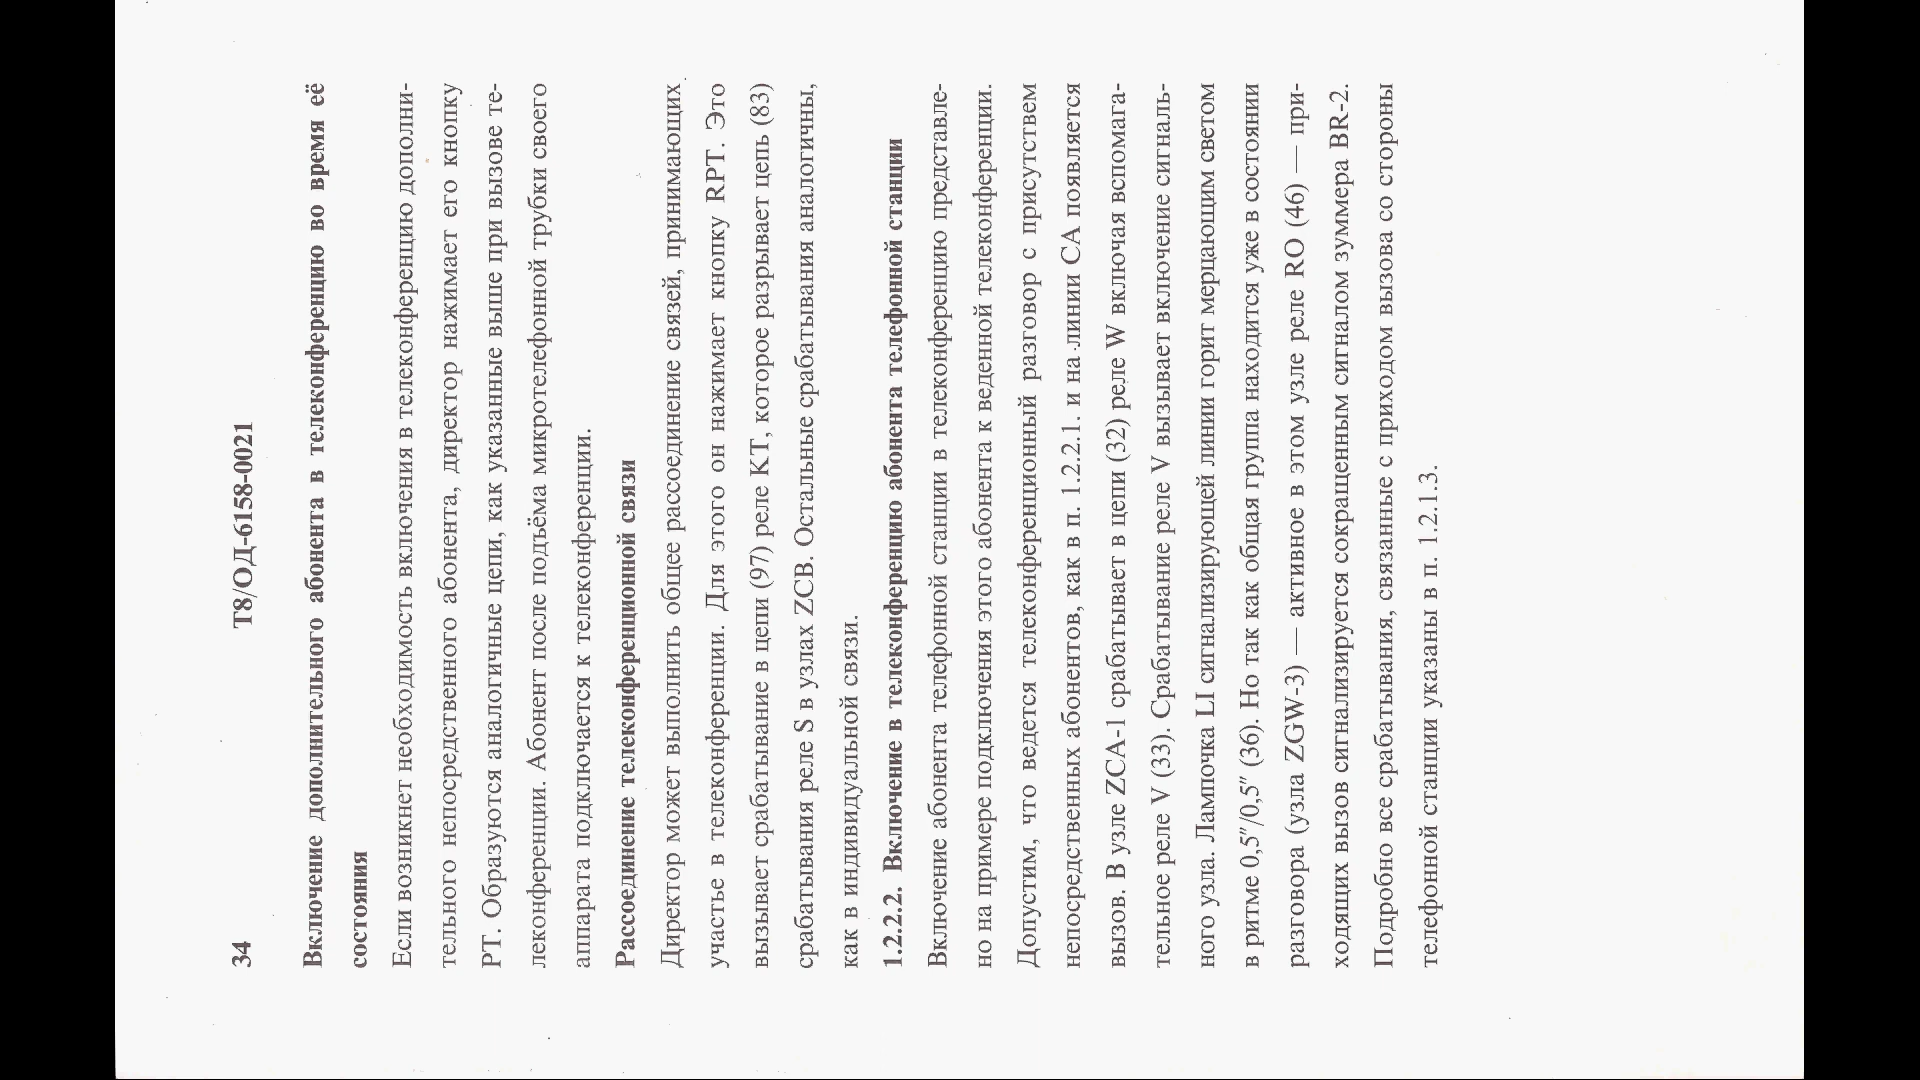 34 Т8/ОД-6158-0021
Включение дополнительного абонента в телеконференцию во время её
состояния
Если возникнет необходимость включения в телеконференцию дополни-
тельного непосредственного абонента, директор нажимает его кнопку
РТ. Образуются аналогичные цепи, как указанные выше при вызове те-
леконференции. Абонент после подъёма микротелефонной трубки своего
аппарата подключается к телеконференции.
Рассоединение телеконференционной связи
Директор может выполнить общее рассоединение связей, принимающих
участье в телеконференции. Для этого он нажимает кнопку RPT. Это
вызывает срабатывание в цепи (97) реле КТ, которое разрывает цепь (83)
срабатывания реле S в узлах ZCB. Остальные срабатывания аналогичны,
как в индивидуальной связи.
1.2.2.2. Включение в телеконференцию абонента телефонной станции
Включение абонента телефонной станции в телеконференцию представле-
но на примере подключения этого абонента к веденной телеконференции.
Допустим, что ведется телеконференционный разговор с присутствем
непосредственных абонентов, как в п. 1.2.2.1. и на линии СА появляется
вызов. В узле ZCA-1 срабатывает в цепи (32) реле W включая вспомага-
тельное реле V (33). Срабатывание реле V вызывает включение сигналь-
ного узла. Лампочка LI сигнализирующей линии горит мерцающим светом
в ритме 0,5″/0,5″ (36). Но так как общая группа находится уже в состоянии
разговора (узла ZGW-3) — активное в этом узле реле RO (46) — при-
ходящих вызов сигнализируется сокращенным сигналом зуммера BR-2.
Подробно все срабатывания, связанные с приходом вызова со стороны
телефонной станции указаны в п. 1.2.1.3.